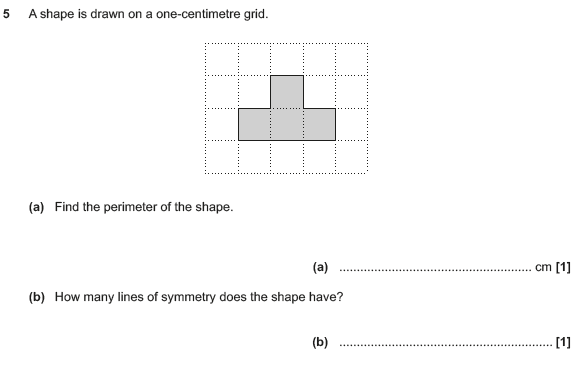 5 A shape is drawn on a one-centimetre grid.
(a) Find the perimeter of the shape.
(a) ...................................................... cm [1]
(b) How many lines of symmetry does the shape have?
(b) ............................................................ [1]